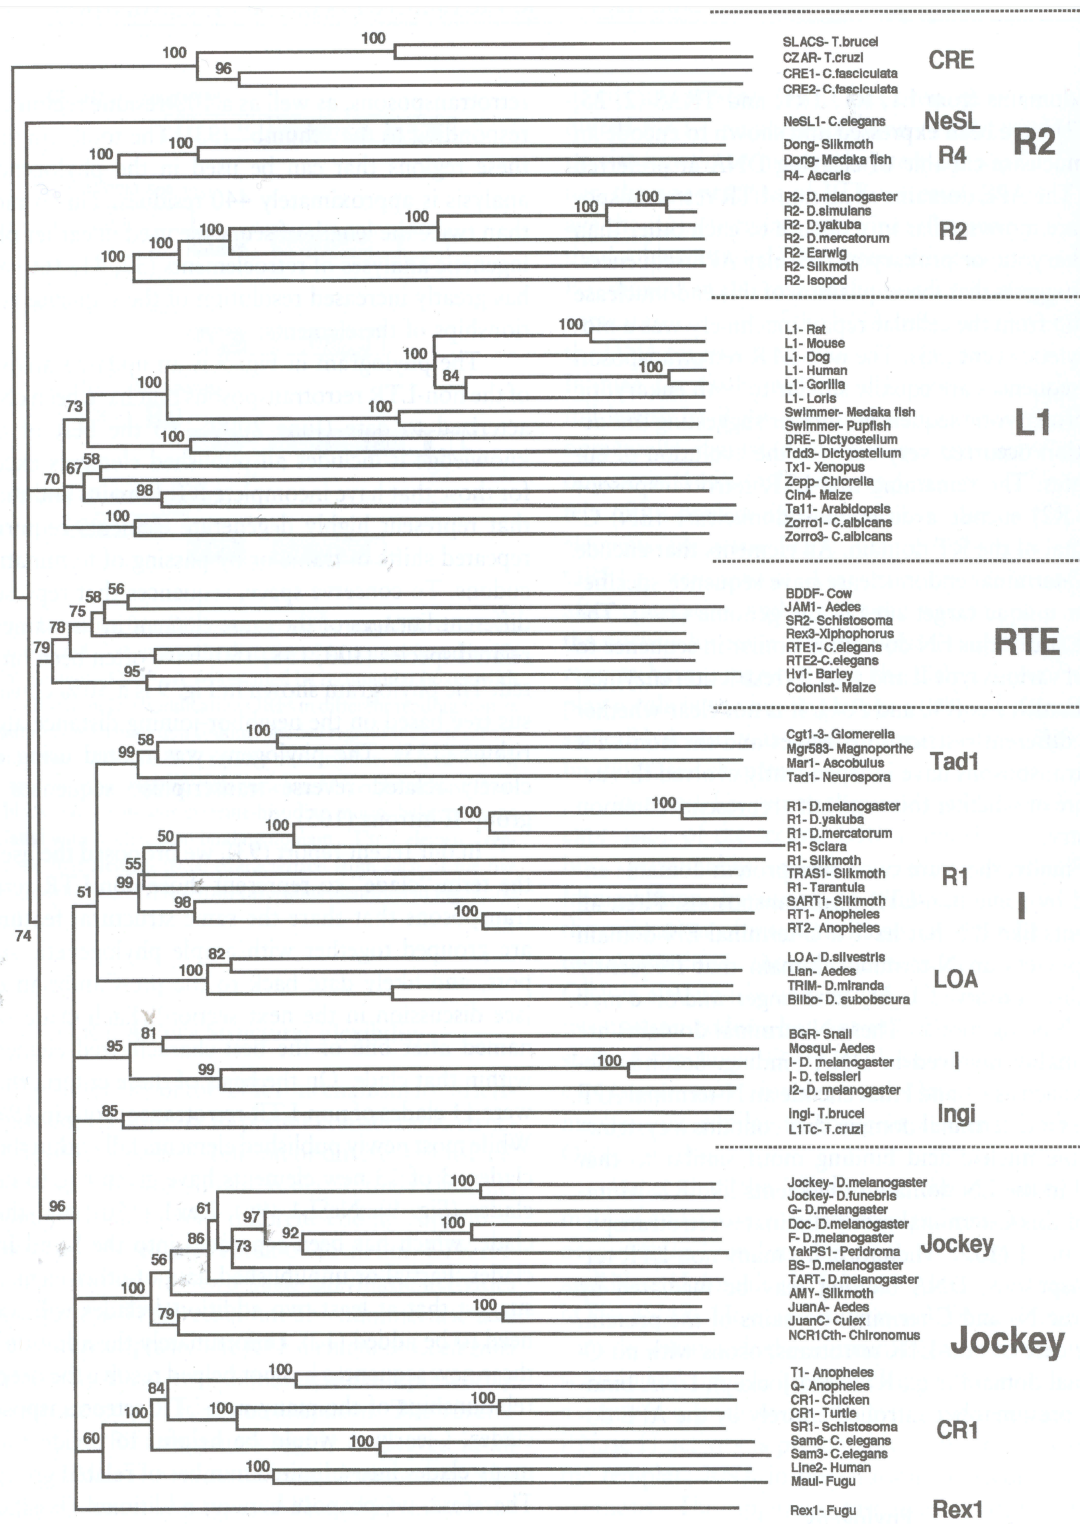 100
100
96
SLACS- T.brucei
CZAR- T.cruzi
CRE1- C.fasciculata
CRE2- C.fasciculata
CRE
NeSL1- C.elegans
NeSL
100
100
Dong- Silkmoth
Dong- Medaka fish
R4- Ascaris
R4
R2
100
100
100
100
100
100
R2- D.melanogaster
R2- D.simulans
R2- D.yakuba
R2- D.mercatorum
R2- Earwig
R2- Silkmoth
R2- Isopod
R2
100
100
84
100
100
100
73
100
70
67
58
98
100
L1- Rat
L1- Mouse
L1- Dog
L1- Human
L1- Gorilla
L1- Loris
Swimmer- Medaka fish
Swimmer- Pupfish
DRE- Dictyostelium
Tdd3- Dictyostelium
Tx1- Xenopus
Zepp- Chlorella
Cin4- Maize
Ta11- Arabidopsis
Zorro1- C.albicans
Zorro3- C.albicans
L1
56
58
75
78
79
95
BDDF- Cow
JAM1- Aedes
SR2- Schistosoma
Rex3-Xiphophorus
RTE1- C.elegans
RTE2-C.elegans
Hv1- Barley
Colonist- Maize
RTE
100
58
99
Cgt1-3- Glomerella
Mgr583- Magnoporthe
Mar1- Ascobulus
Tad1- Neurospora
Tad1
100
100
100
50
55
99
98
100
51
R1- D.melanogaster
R1- D.yakuba
R1- D.mercatorum
R1- Sciara
R1- Silkmoth
TRAS1- Silkmoth
R1- Tarantula
SART1- Silkmoth
RT1- Anopheles
RT2- Anopheles
R1
I
74
82
100
LOA- D.silvestris
Lian- Aedes
TRIM- D.miranda
Bilbo- D. subobscura
LOA
81
95
100
99
BGR- Snail
Mosqui- Aedes
I- D. melanogaster
I- D. teissieri
I2- D. melanogaster
I
85
Ingi- T.brucei
L1Tc- T.cruzi
Ingi
96
100
61
97
100
92
86
73
56
100
79
100
Jockey- D.melanogaster
Jockey- D.funebris
G- D.melangaster
Doc- D.melanogaster
F- D.melanogaster
YakPS1- Peridroma
BS- D.melanogaster
TART- D.melanogaster
AMY- Silkmoth
JuanA- Aedes
JuanC- Culex
NCR1Cth- Chironomus
Jockey
Jockey
100
84
100
100
100
100
60
100
T1- Anopheles
Q- Anopheles
CR1- Chicken
CR1- Turtle
SR1- Schistosoma
Sam6- C. elegans
Sam3- C.elegans
Line2- Human
Maui- Fugu
CR1
Rex1- Fugu
Rex1